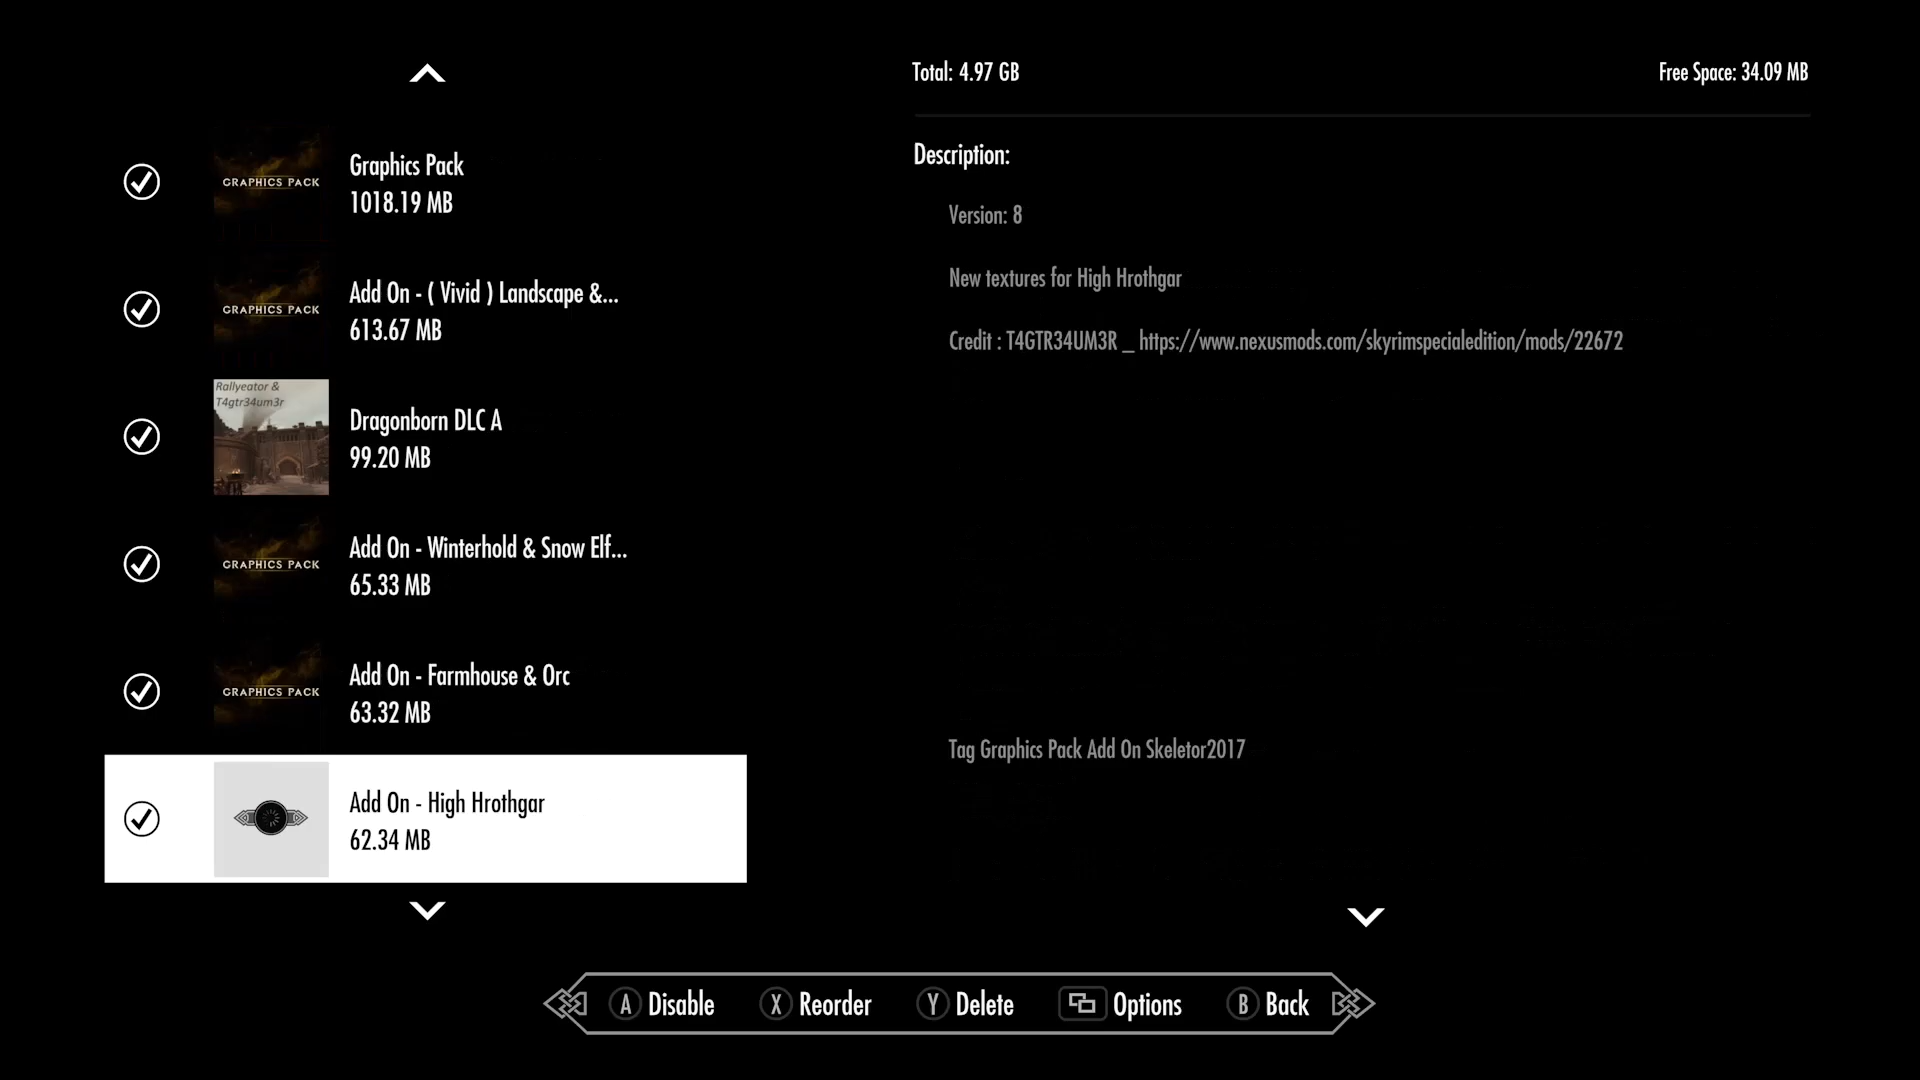 Total: 4.97 GB
Free Space: 34.09 MB
GRAPHICS PACK
Graphics Pack
1018.19 MB
GRAPHICS PACK
Add On - ( Vivid ) Landscape &...
613.67 MB
Rallyeator &
T4gtr34um3r
Dragonborn DLC A
99.20 MB
GRAPHICS PACK
Add On - Winterhold & Snow Elf...
65.33 MB
GRAPHICS PACK
Add On - Farmhouse & Orc
63.32 MB
Add On - High Hrothgar
62.34 MB
Description:
Version: 8
New textures for High Hrothgar
Credit : T4GTR34UM3R _ https://www.nexusmods.com/skyrimspecialedition/mods/22672
Tag Graphics Pack Add On Skeletor2017
A Disable X Reorder Y Delete Options B Back